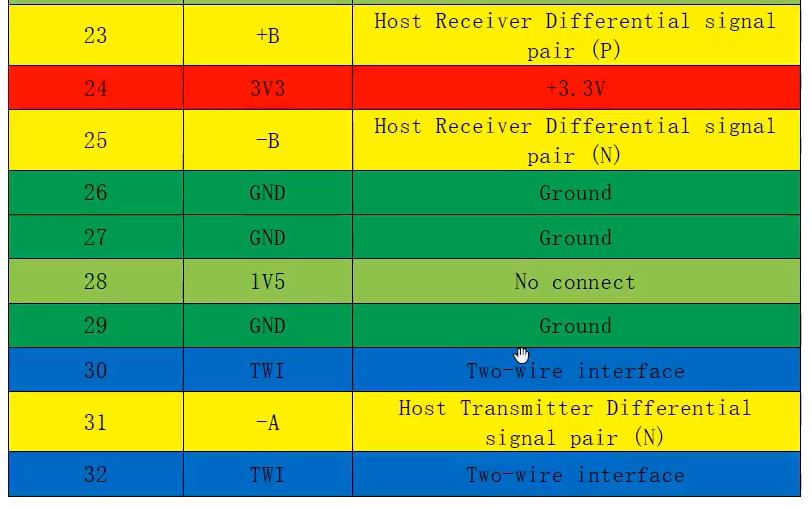 23 +B Host Receiver Differential signal
pair (P)
24 3V3 +3.3V
25 -B Host Receiver Differential signal
pair (N)
26 GND Ground
27 GND Ground
28 1V5 No connect
29 GND Ground
30 TWI Two-wire interface
31 -A Host Transmitter Differential
signal pair (N)
32 TWI Two-wire interface